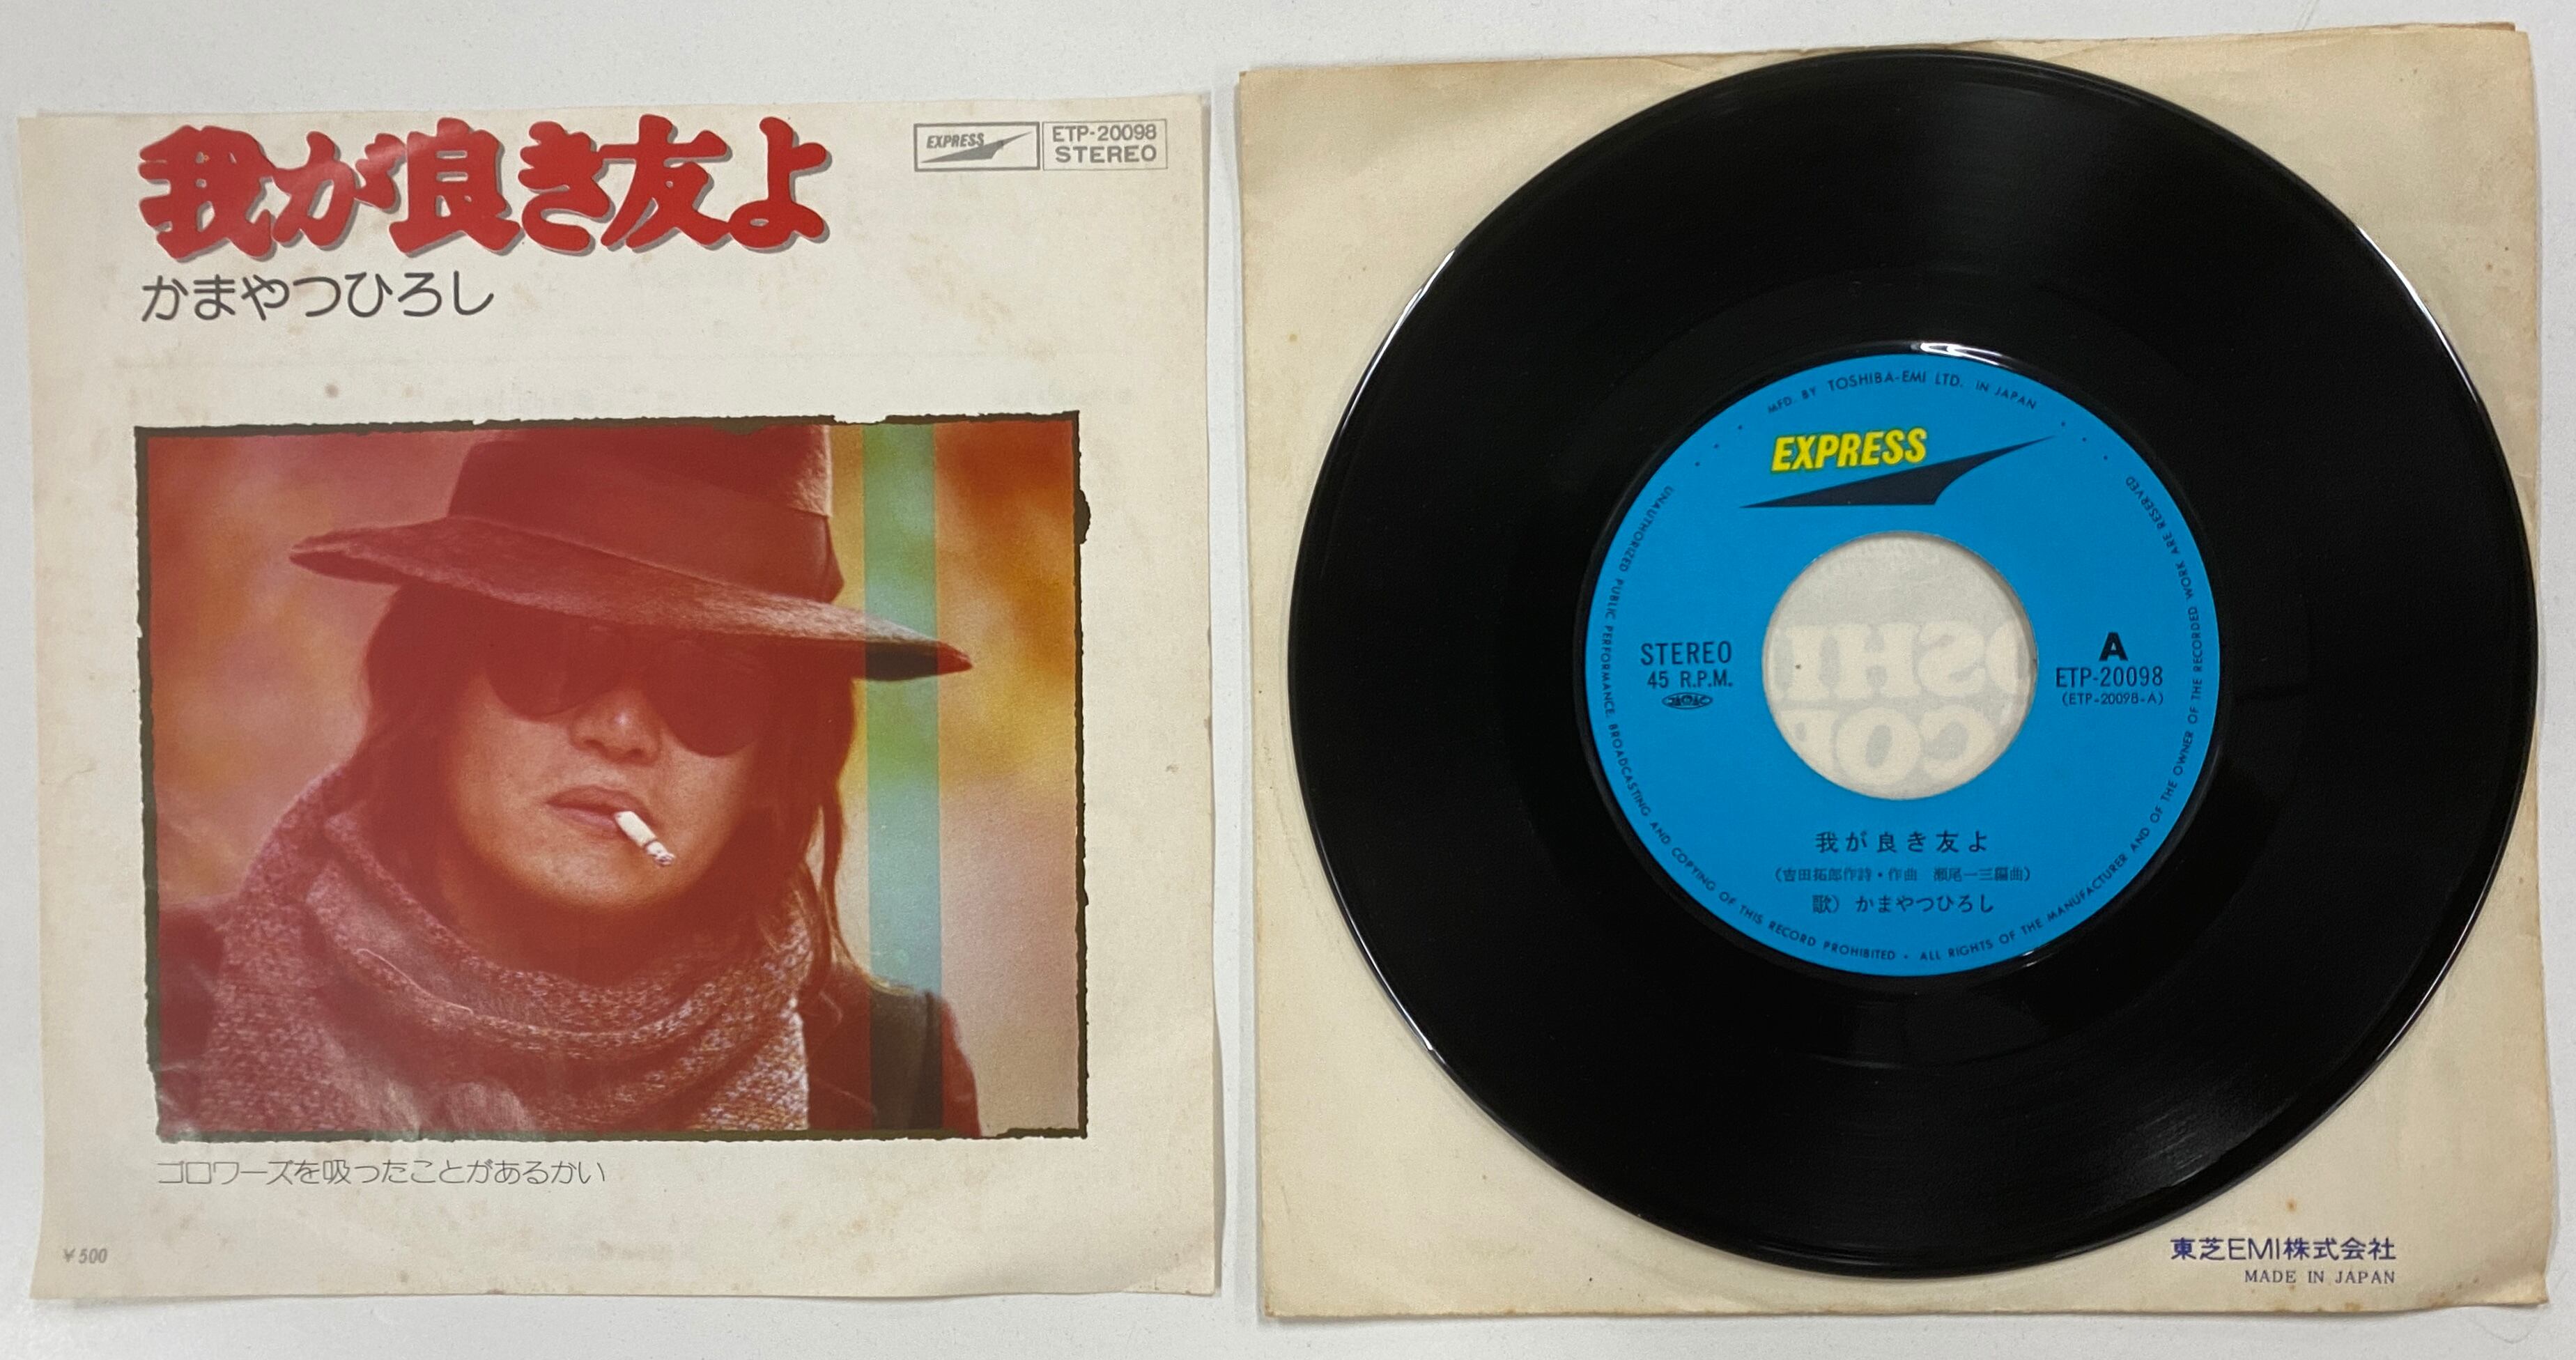 我が良き友よ
かまやつひろし
EXPRESS
ETP-20098
STEREO
ゴロワーズを吸ったことがあるかい
¥500
MFD. BY TOSHIBA-EMI LTD. IN JAPAN
EXPRESS
STEREO
45 R.P.M.
A
ETP-20098
(ETP-20098-A)
我が良き友よ
(吉田拓郎作詩・作曲 瀬尾一三編曲)
歌) かまやつひろし
UNAUTHORIZED PUBLIC PERFORMANCE, BROADCASTING AND COPYING OF THIS RECORD PROHIBITED • ALL RIGHTS OF THE MANUFACTURER AND OF THE OWNER OF THE RECORDED WORK ARE RESERVED
東芝EMI株式会社
MADE IN JAPAN